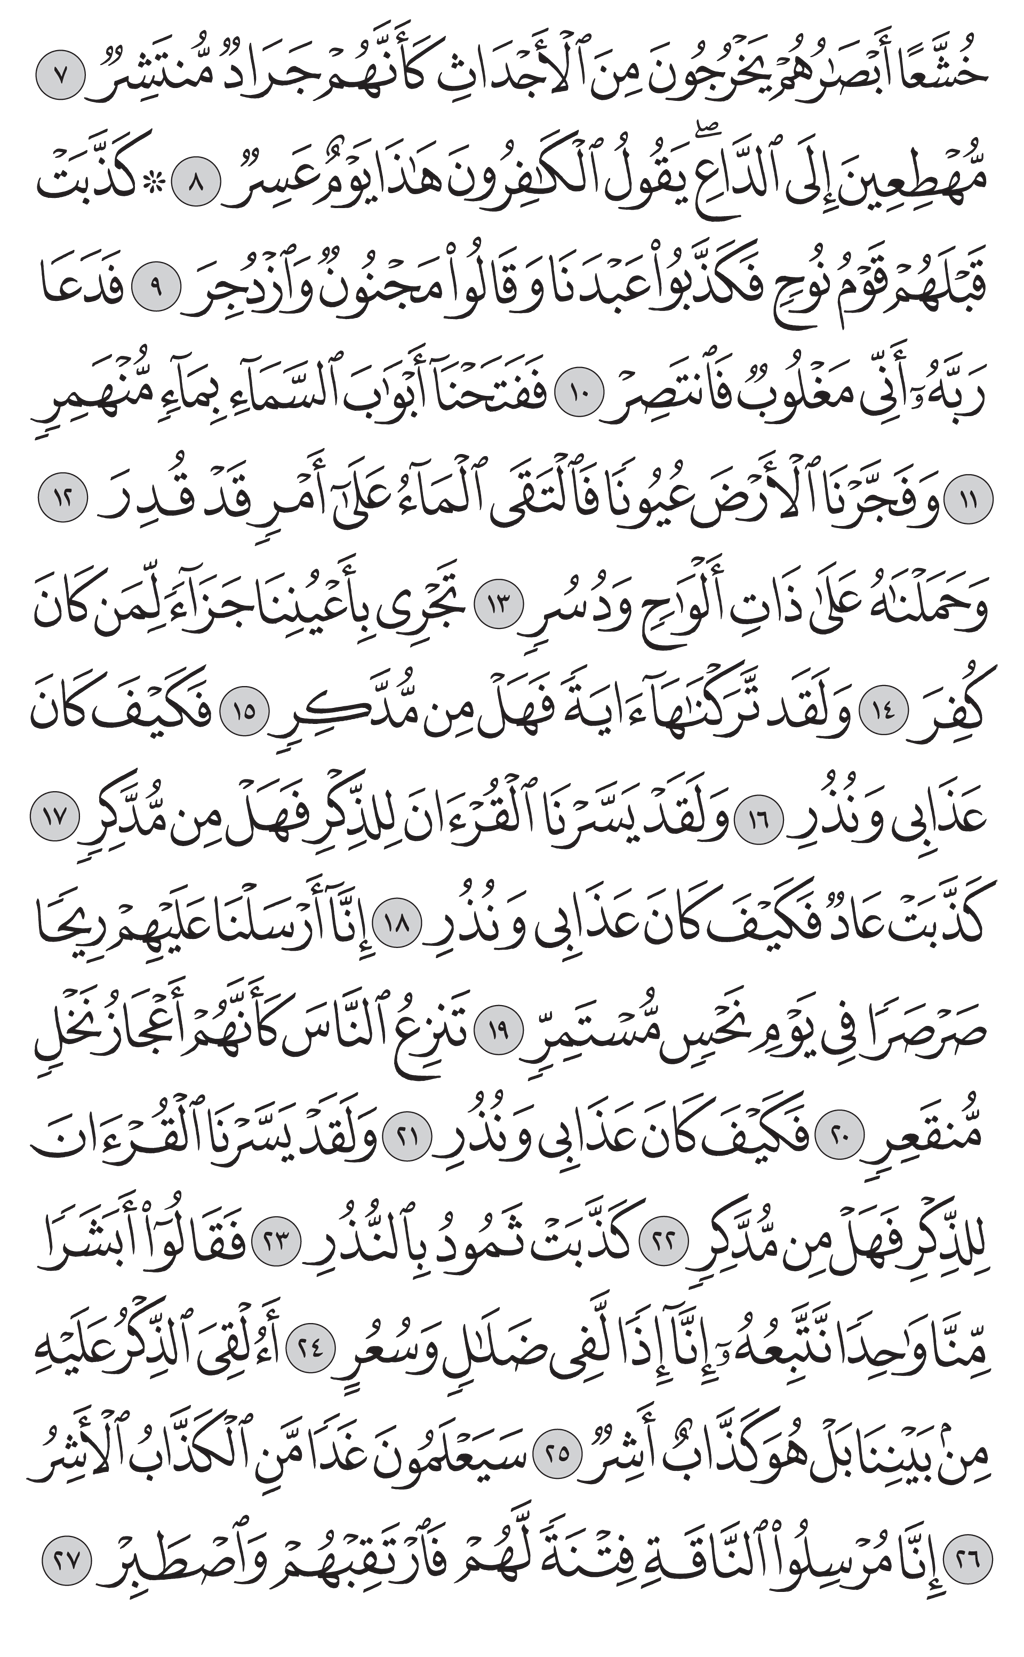 خُشَّعًا أَبْصَٰرُهُمْ يَخْرُجُونَ مِنَ ٱلْأَجْدَاثِ كَأَنَّهُمْ جَرَادٌ مُّنتَشِرٌ ٧
مُّهْطِعِينَ إِلَى ٱلدَّاعِ ۖ يَقُولُ ٱلْكَٰفِرُونَ هَٰذَا يَوْمٌ عَسِرٌ ٨ * كَذَّبَتْ
قَبْلَهُمْ قَوْمُ نُوحٍ فَكَذَّبُوا۟ عَبْدَنَا وَقَالُوا۟ مَجْنُونٌ وَٱزْدُجِرَ ٩ فَدَعَا
رَبَّهُۥٓ أَنِّى مَغْلُوبٌ فَٱنتَصِرْ ١٠ فَفَتَحْنَآ أَبْوَٰبَ ٱلسَّمَآءِ بِمَآءٍ مُّنْهَمِرٍ
١١ وَفَجَّرْنَا ٱلْأَرْضَ عُيُونًا فَٱلْتَقَى ٱلْمَآءُ عَلَىٰٓ أَمْرٍ قَدْ قُدِرَ ١٢
وَحَمَلْنَٰهُ عَلَىٰ ذَاتِ أَلْوَٰحٍ وَدُسُرٍ ١٣ تَجْرِى بِأَعْيُنِنَا جَزَآءً لِّمَن كَانَ
كُفِرَ ١٤ وَلَقَد تَّرَكْنَٰهَآ ءَايَةً فَهَلْ مِن مُّدَّكِرٍ ١٥ فَكَيْفَ كَانَ
عَذَابِى وَنُذُرِ ١٦ وَلَقَدْ يَسَّرْنَا ٱلْقُرْءَانَ لِلذِّكْرِ فَهَلْ مِن مُّدَّكِرٍ ١٧
كَذَّبَتْ عَادٌ فَكَيْفَ كَانَ عَذَابِى وَنُذُرِ ١٨ إِنَّآ أَرْسَلْنَا عَلَيْهِمْ رِيحًا
صَرْصَرًا فِى يَوْمِ نَحْسٍ مُّسْتَمِرٍّ ١٩ تَنزِعُ ٱلنَّاسَ كَأَنَّهُمْ أَعْجَازُ نَخْلٍ
مُّنقَعِرٍ ٢٠ فَكَيْفَ كَانَ عَذَابِى وَنُذُرِ ٢١ وَلَقَدْ يَسَّرْنَا ٱلْقُرْءَانَ
لِلذِّكْرِ فَهَلْ مِن مُّدَّكِرٍ ٢٢ كَذَّبَتْ ثَمُودُ بِٱلنُّذُرِ ٢٣ فَقَالُوٓا۟ أَبَشَرًا
مِّنَّا وَٰحِدًا نَّتَّبِعُهُۥٓ إِنَّآ إِذًا لَّفِى ضَلَٰلٍ وَسُعُرٍ ٢٤ أَءُلْقِىَ ٱلذِّكْرُ عَلَيْهِ
مِنۢ بَيْنِنَا بَلْ هُوَ كَذَّابٌ أَشِرٌ ٢٥ سَيَعْلَمُونَ غَدًا مَّنِ ٱلْكَذَّابُ ٱلْأَشِرُ
٢٦ إِنَّا مُرْسِلُوا۟ ٱلنَّاقَةِ فِتْنَةً لَّهُمْ فَٱرْتَقِبْهُمْ وَٱصْطَبِرْ ٢٧